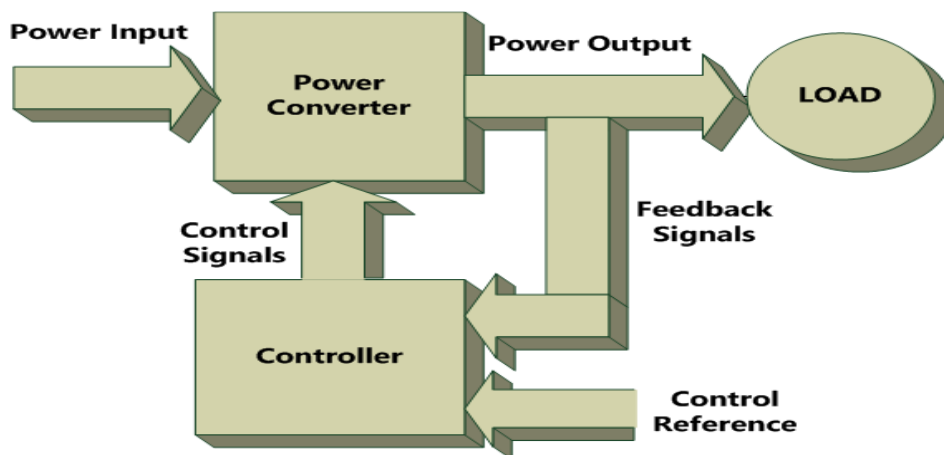 Power Input
Power
Converter
Power Output
LOAD
Control
Signals
Feedback
Signals
Controller
Control
Reference